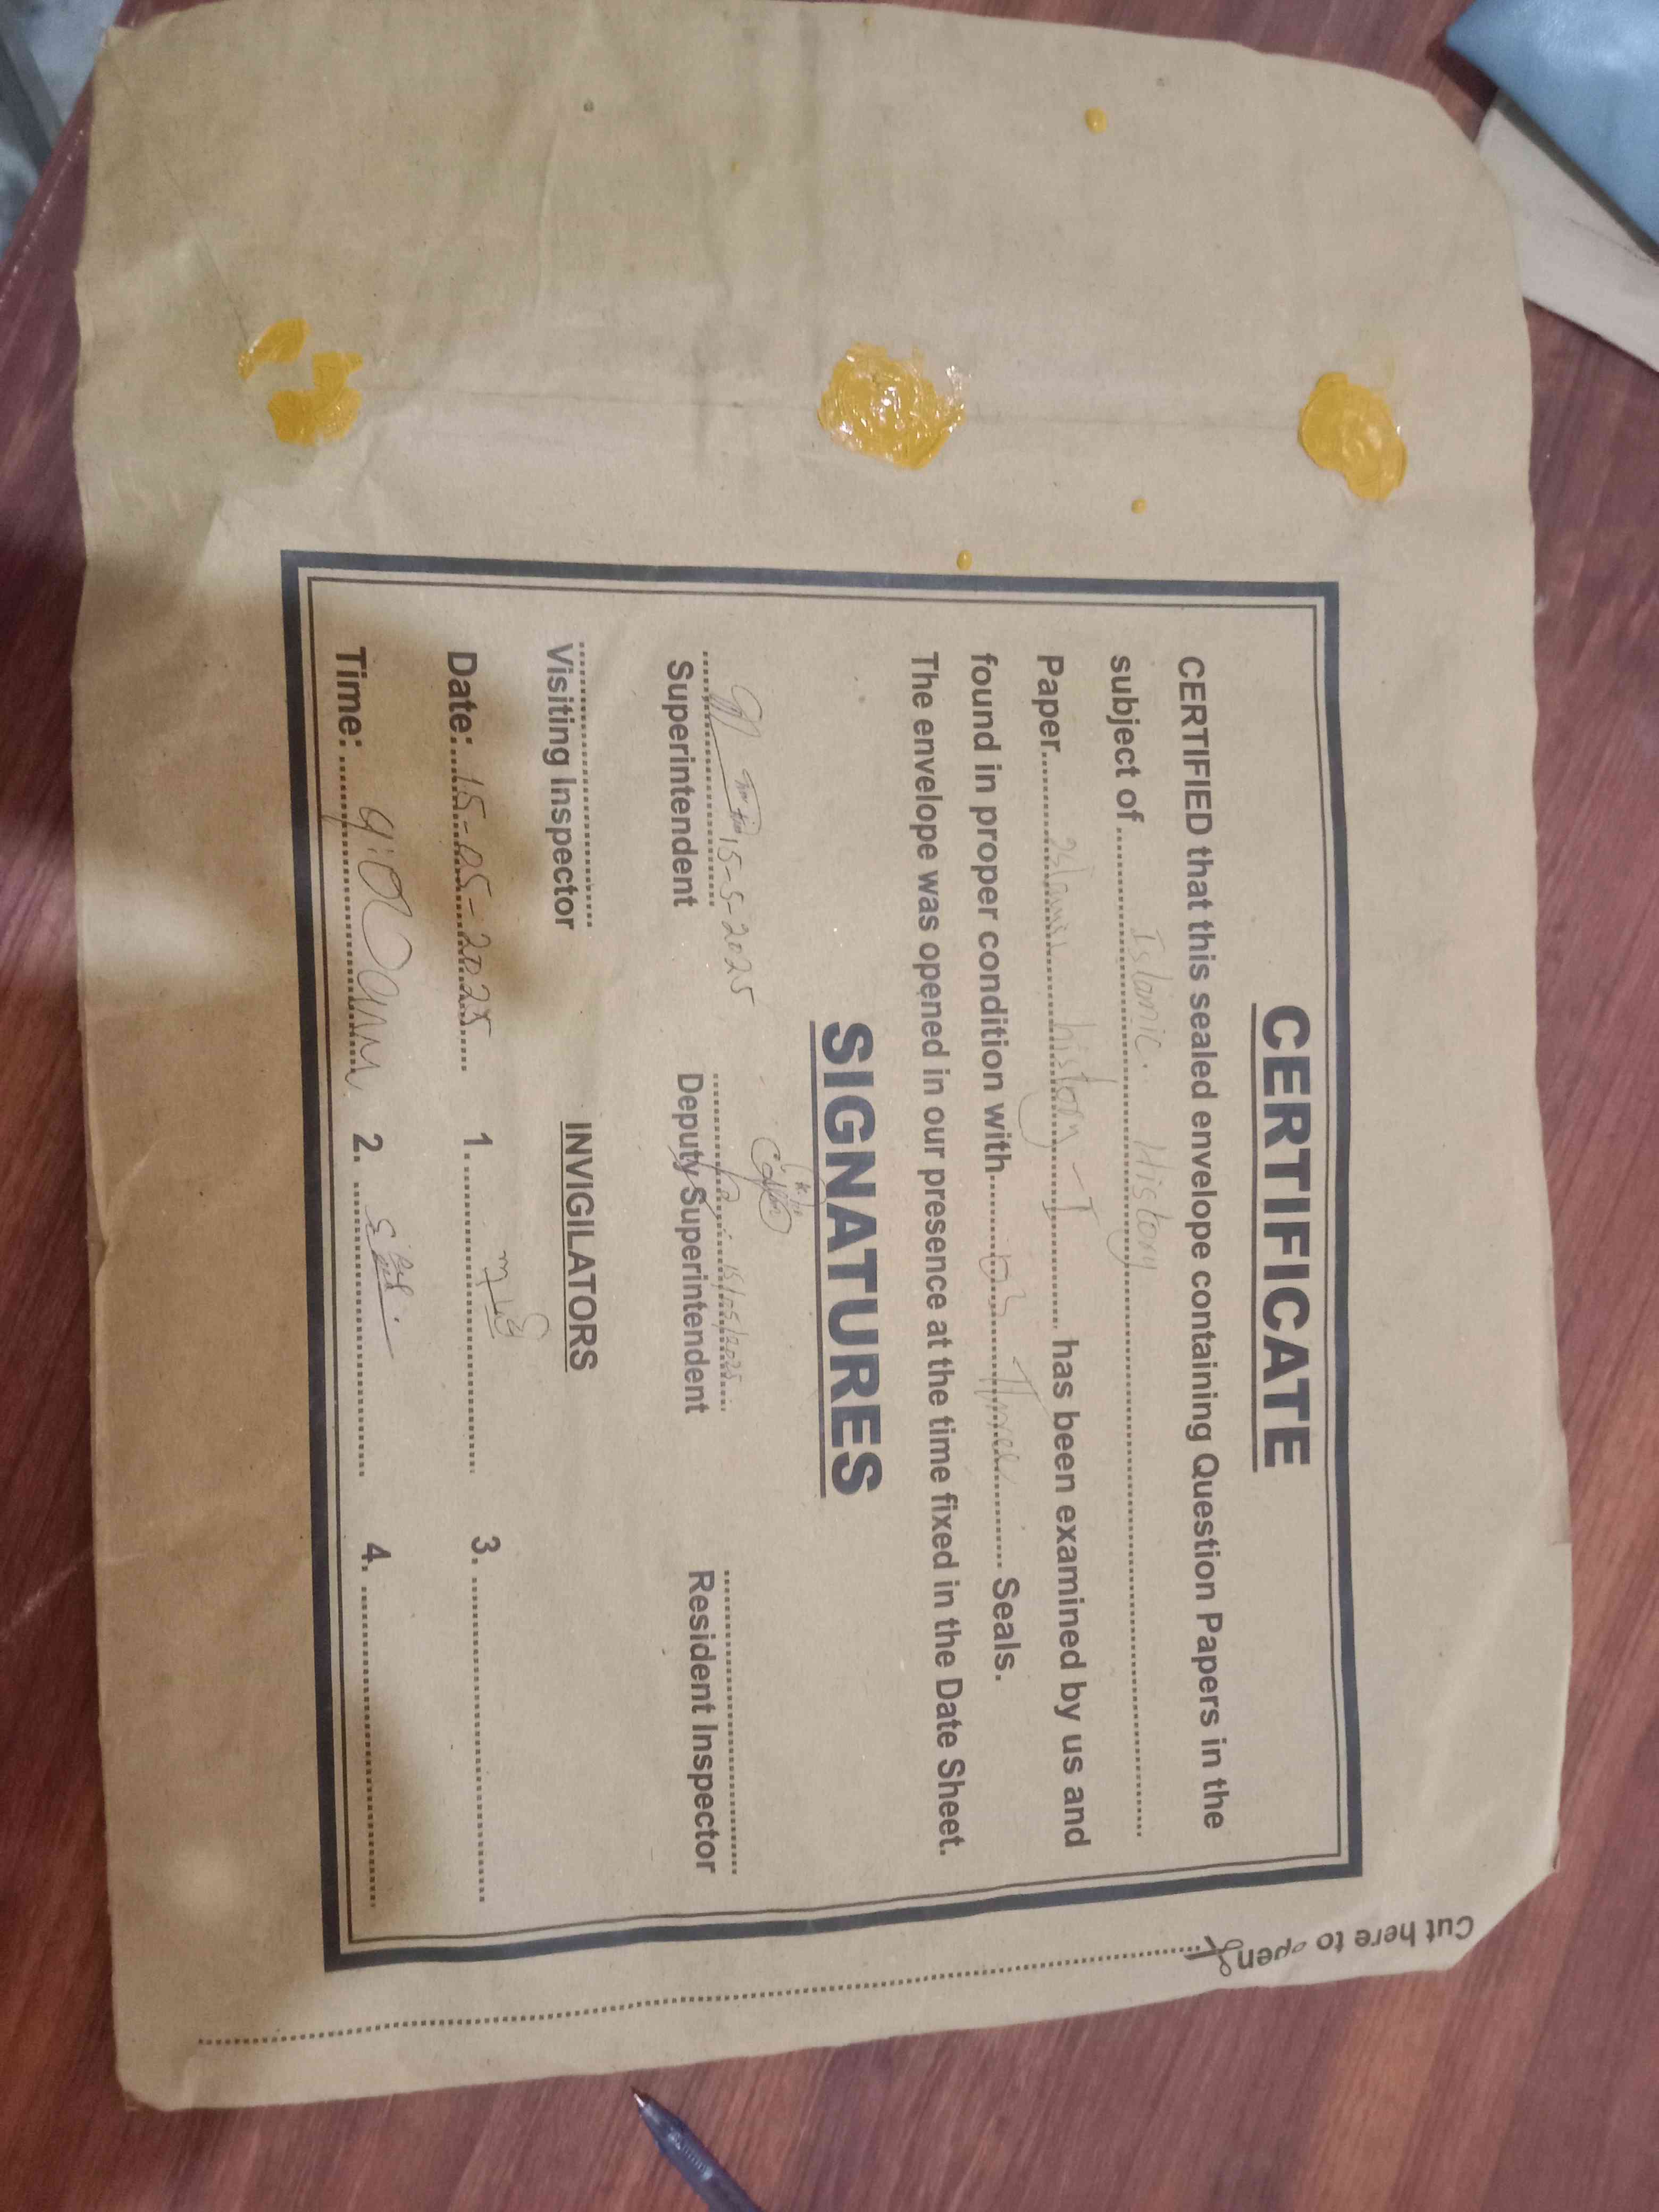 CERTIFICATE
CERTIFIED that this sealed envelope containing Question Papers in the
subject of Islamic History
Paper Islamic history - I has been examined by us and
found in proper condition with 03 Three Seals.
The envelope was opened in our presence at the time fixed in the Date Sheet.
SIGNATURES
15-5-2025
15/05/2025
Superintendent Deputy Superintendent Resident Inspector
Visiting Inspector
INVIGILATORS
Date: 15-05-2025 1. 3.
Time: 2. 4.
Cut here to open